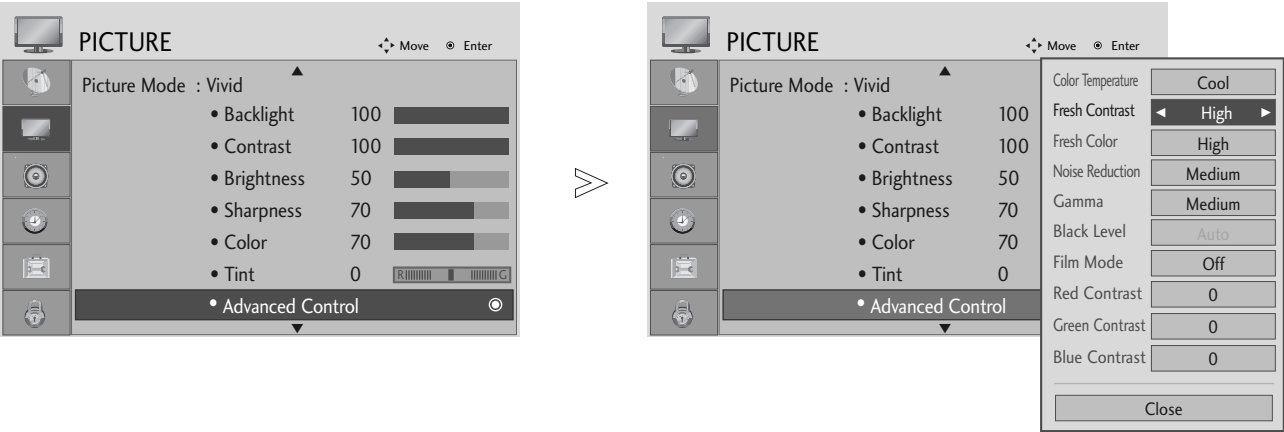 PICTURE
Move Enter
Picture Mode : Vivid
• Backlight 100
• Contrast 100
• Brightness 50
• Sharpness 70
• Color 70
• Tint 0 R G
• Advanced Control
PICTURE
Move Enter
Picture Mode : Vivid
• Backlight 100
• Contrast 100
• Brightness 50
• Sharpness 70
• Color 70
• Tint 0
• Advanced Control
Color Temperature Cool
Fresh Contrast ◄ High ►
Fresh Color High
Noise Reduction Medium
Gamma Medium
Black Level Auto
Film Mode Off
Red Contrast 0
Green Contrast 0
Blue Contrast 0
Close